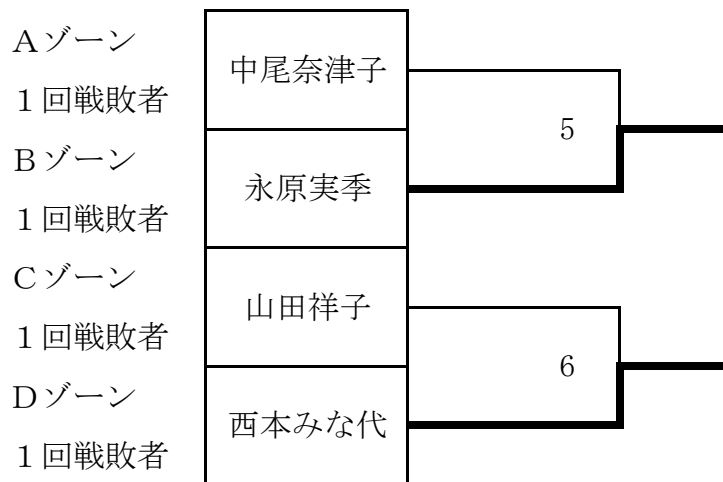 Aゾーン
１回戦敗者
中尾奈津子
5
Bゾーン
１回戦敗者
永原実季
Cゾーン
１回戦敗者
山田祥子
6
Dゾーン
１回戦敗者
西本みな代